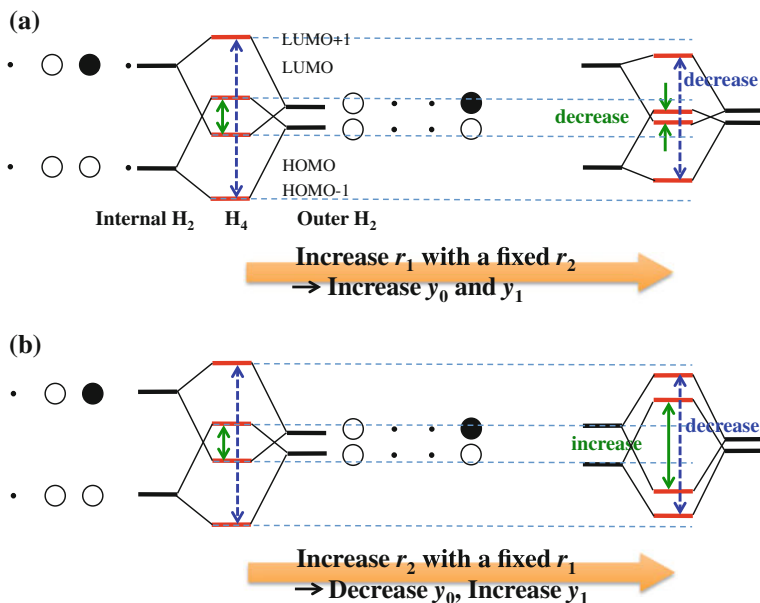 (a)
LUMO+1
LUMO
decrease
decrease
HOMO
HOMO-1
Internal H₂
H₄
Outer H₂
Increase r₁ with a fixed r₂
→ Increase y₀ and y₁
(b)
increase
decrease
Increase r₂ with a fixed r₁
→ Decrease y₀, Increase y₁